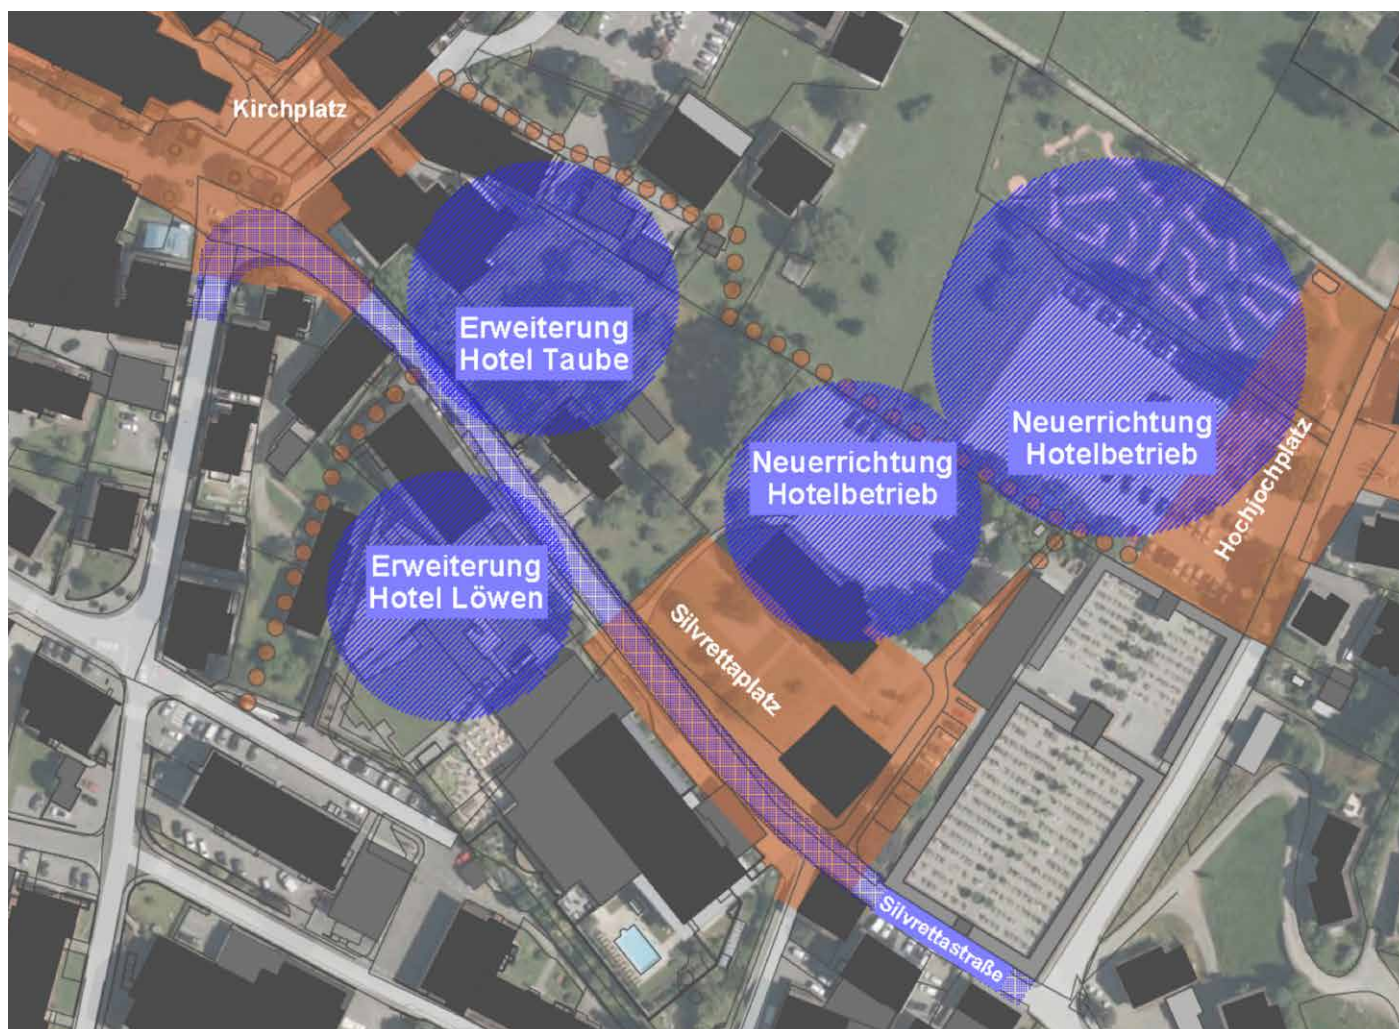 Kirchplatz
Erweiterung
Hotel Taube
Neuerrichtung
Hotelbetrieb
Neuerrichtung
Hotelbetrieb
Hochjochplatz
Erweiterung
Hotel Löwen
Silvrettaplatz
Silvrettastraße